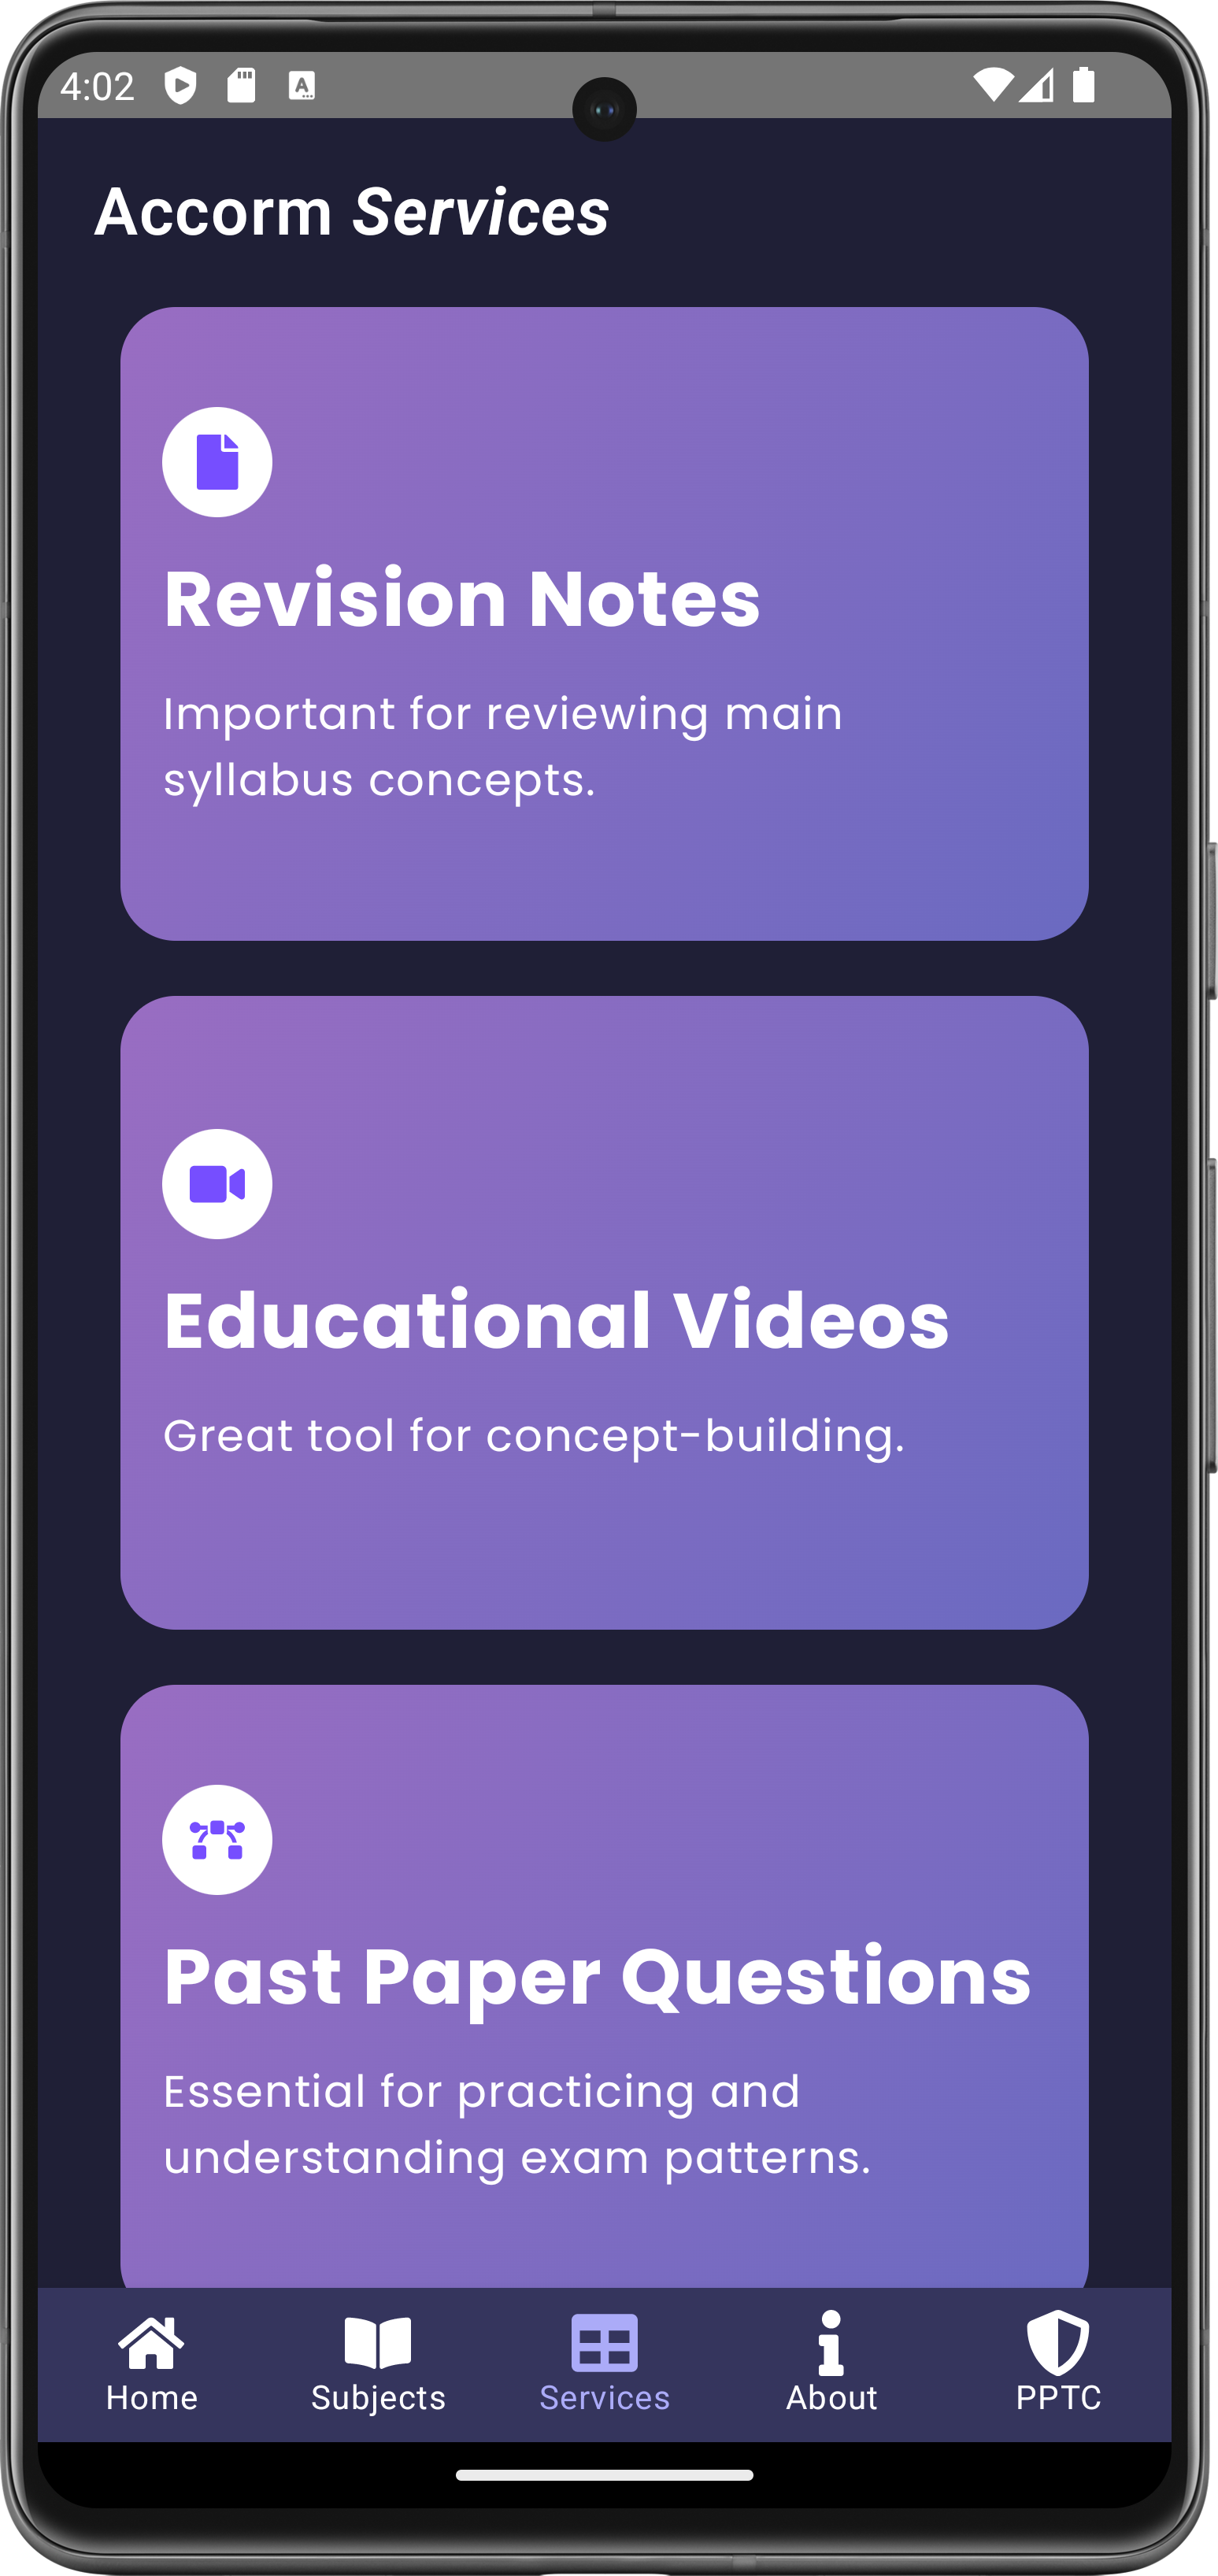 4:02
Accorm Services
Revision Notes
Important for reviewing main
syllabus concepts.
Educational Videos
Great tool for concept-building.
Past Paper Questions
Essential for practicing and
understanding exam patterns.
Home Subjects Services About PPTC